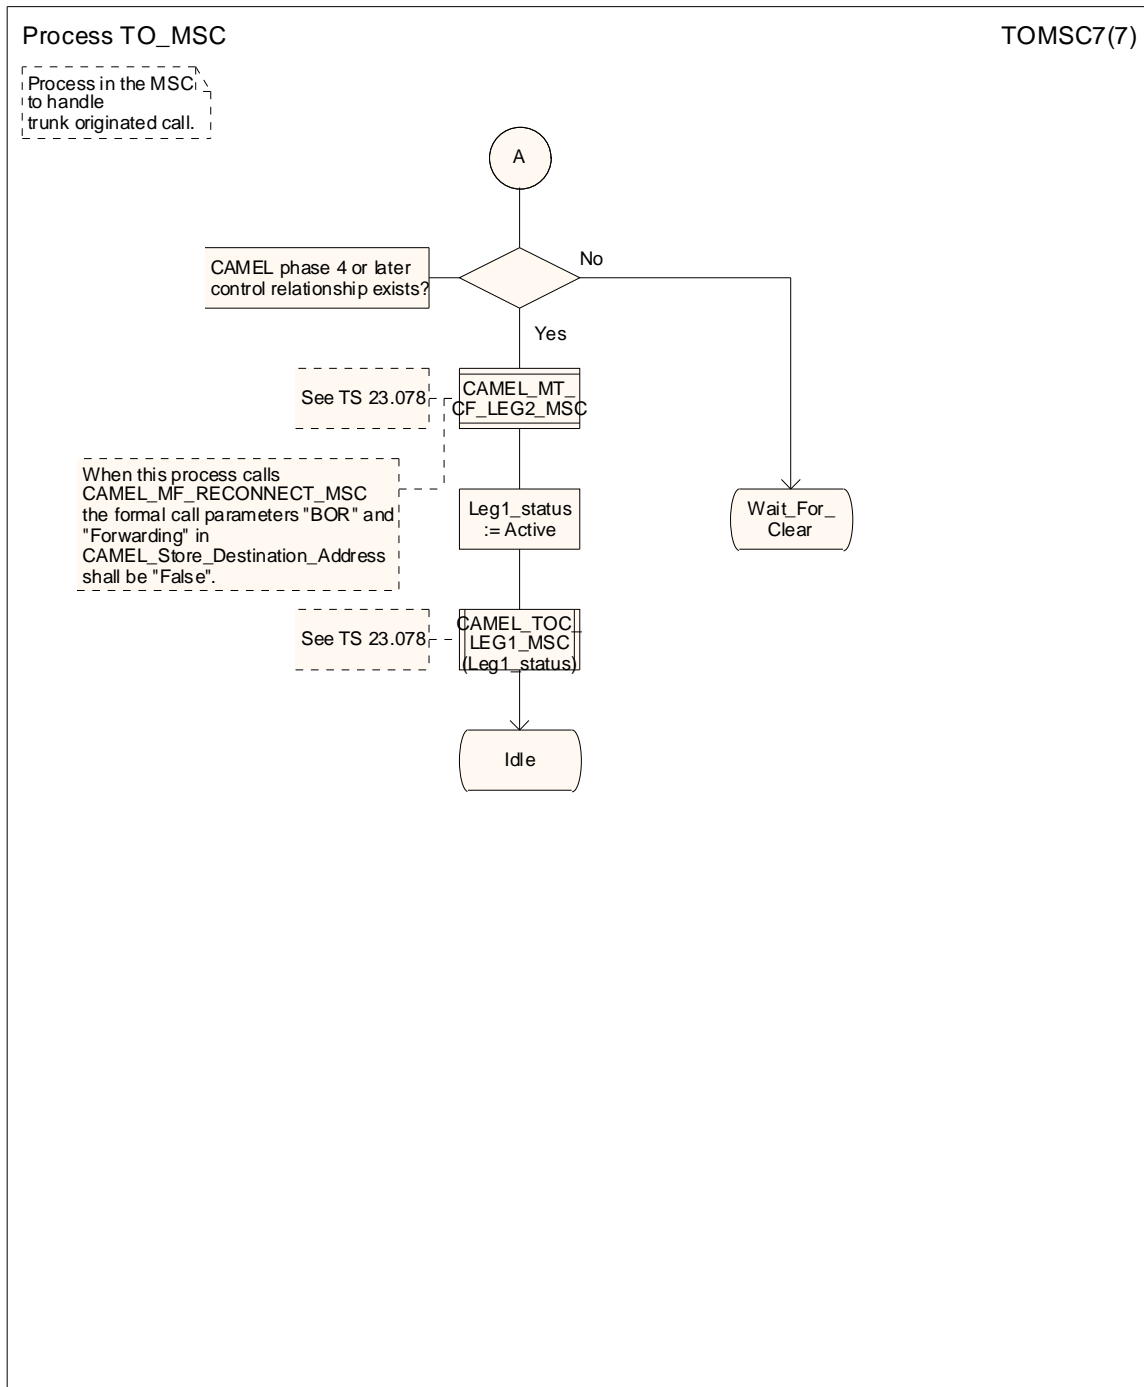 Process TO_MSC
TOMSC7(7)
Process in the MSC
to handle
trunk originated call.
A
CAMEL phase 4 or later
control relationship exists?
No
Yes
See TS 23.078
CAMEL_MT_
CF_LEG2_MSC
When this process calls
CAMEL_MF_RECONNECT_MSC
the formal call parameters "BOR" and
"Forwarding" in
CAMEL_Store_Destination_Address
shall be "False".
Leg1_status
:= Active
Wait_For_
Clear
See TS 23.078
CAMEL_TOC_
LEG1_MSC
(Leg1_status)
Idle